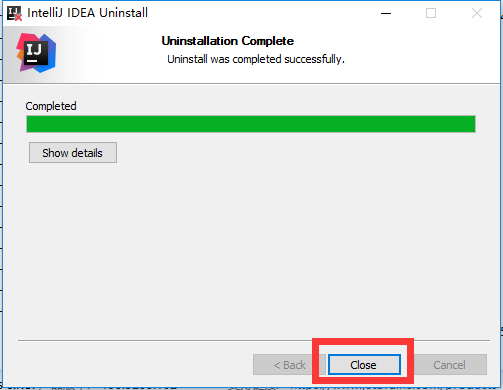 IntelliJ IDEA Uninstall
IJ
Uninstallation Complete
Uninstall was completed successfully.
Completed
Show details
< Back
Close
Cancel